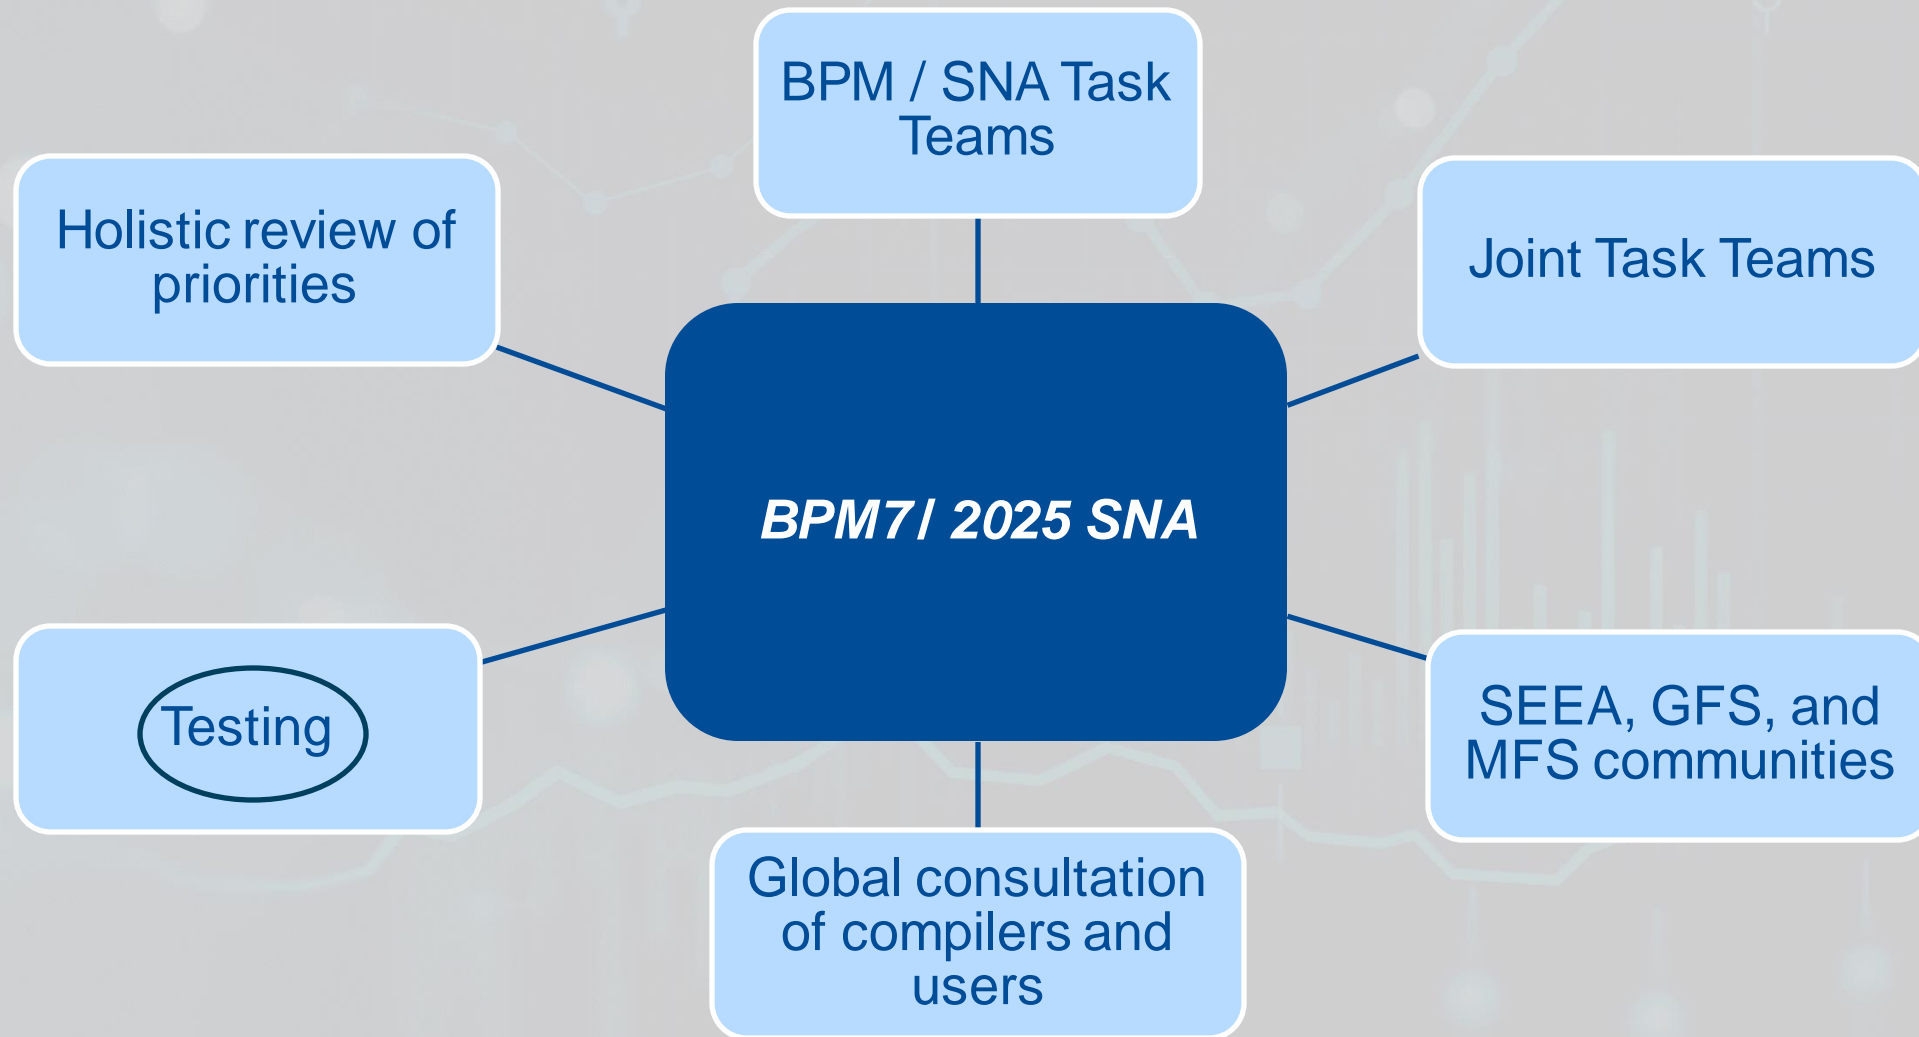 BPM / SNA Task
Teams
Holistic review of
priorities
Joint Task Teams
BPM7/ 2025 SNA
Testing
SEEA, GFS, and
MFS communities
Global consultation
of compilers and
users